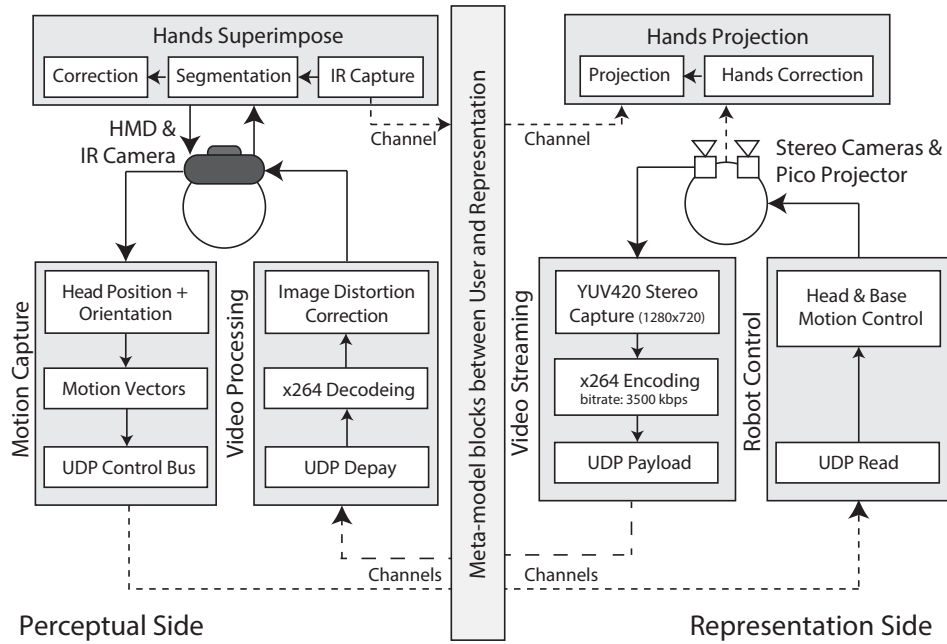 Hands Superimpose
Correction
Segmentation
IR Capture
HMD &
IR Camera
Channel
Motion Capture
Head Position +
Orientation
Motion Vectors
UDP Control Bus
Video Processing
Image Distortion
Correction
x264 Decodeing
UDP Depay
Channels
Perceptual Side
Meta-model blocks between User and Representation
Hands Projection
Projection
Hands Correction
Channel
Stereo Cameras &
Pico Projector
Video Streaming
YUV420 Stereo
Capture (1280x720)
x264 Encoding
bitrate: 3500 kbps
UDP Payload
Robot Control
Head & Base
Motion Control
UDP Read
Channels
Representation Side